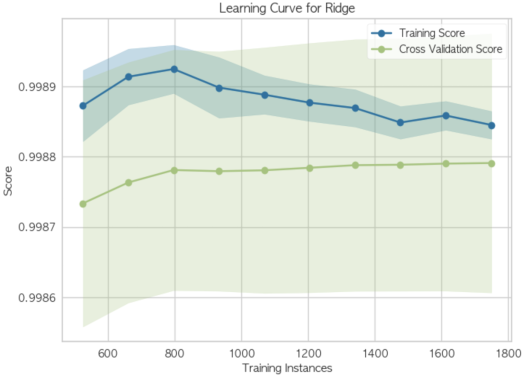 Learning Curve for Ridge
Training Score
Cross Validation Score
0.9989
0.9988
0.9987
0.9986
Score
600 800 1000 1200 1400 1600 1800
Training Instances